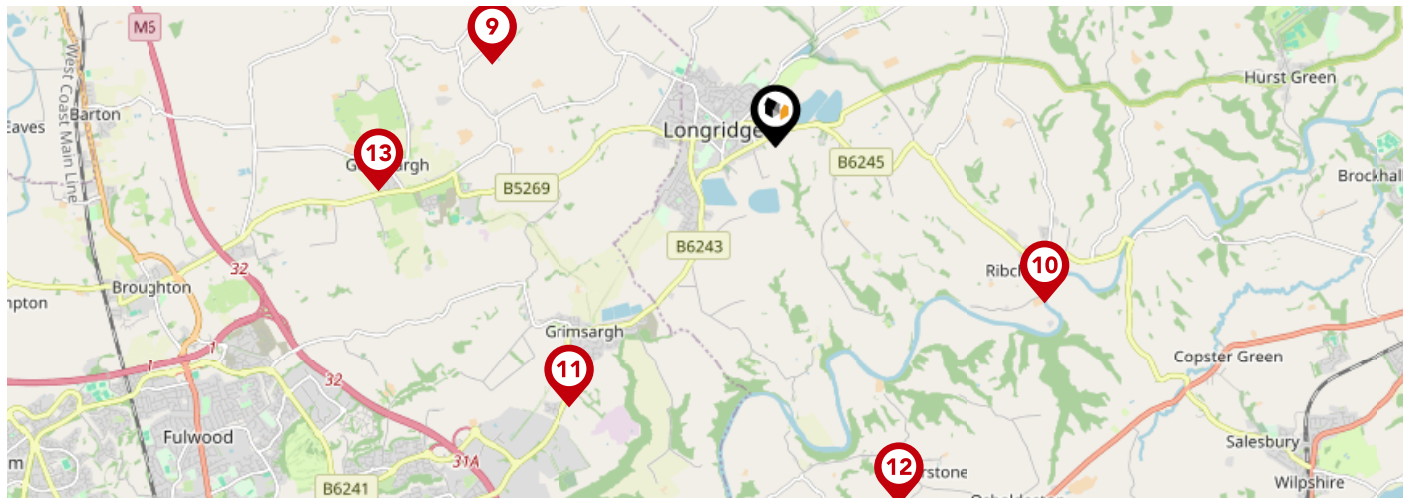 9
M6
West Coast Main Line
Hurst Green
Barton
Eaves
Longridge
13
B6245
Brockhall
B5269
B6243
10
32
Broughton
Grimsargh
1
1
Copster Green
11
32
Fulwood
Salesbury
31A
12
Wilpshire
B6241